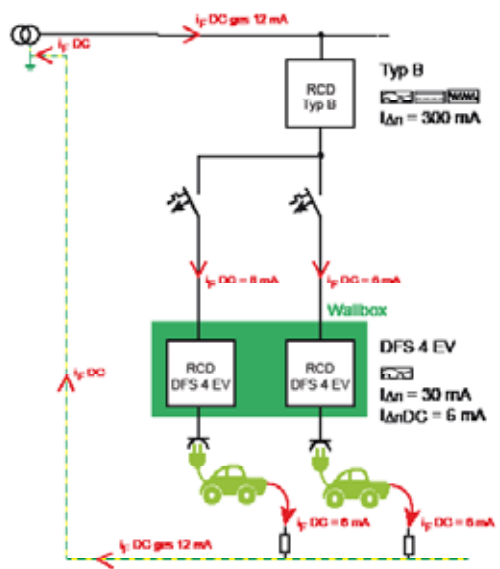 iF DC ges 12 mA
iF DC
Typ B
RCD
Typ B
IΔn = 300 mA
iF DC = 6 mA
iF DC = 6 mA
Wallbox
RCD
DFS 4 EV
RCD
DFS 4 EV
DFS 4 EV
IΔn = 30 mA
IΔnDC = 6 mA
iF DC
iF DC = 6 mA
iF DC = 6 mA
iF DC ges 12 mA